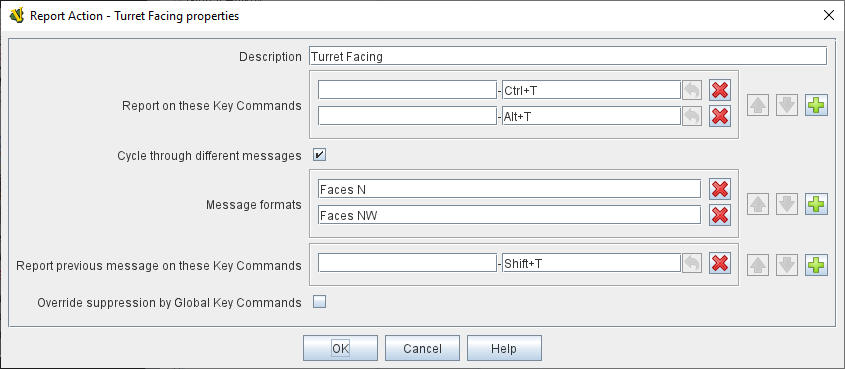 Report Action - Turret Facing properties
Description Turret Facing
Report on these Key Commands - Ctrl+T
- Alt+T
Cycle through different messages
Message formats Faces N
Faces NW
Report previous message on these Key Commands - Shift+T
Override suppression by Global Key Commands
OK Cancel Help